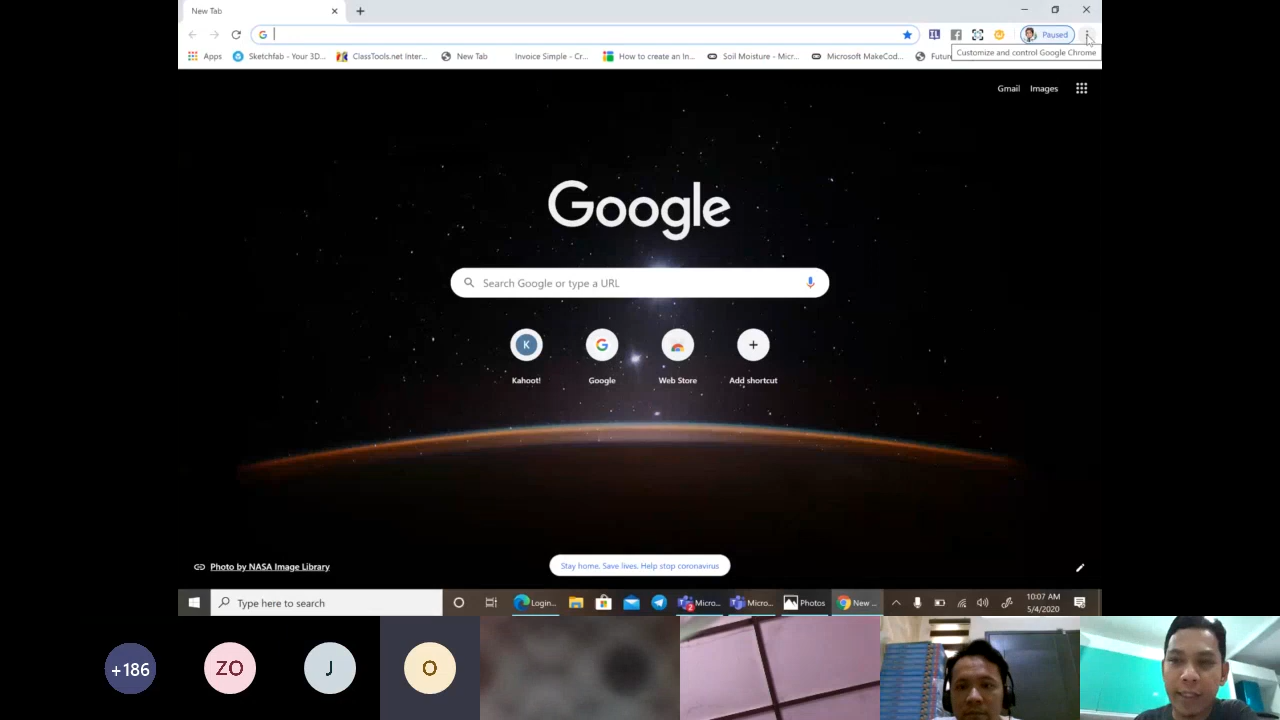 New Tab
Paused
Customize and control Google Chrome
Apps
Sketchfab - Your 3D...
ClassTools.net Inter...
New Tab
Invoice Simple - Cr...
How to create an In...
Soil Moisture - Micr...
Microsoft MakeCod...
Futur
Gmail
Images
Google
Search Google or type a URL
K
Kahoot!
Google
Web Store
Add shortcut
Photo by NASA Image Library
Stay home. Save lives. Help stop coronavirus
Type here to search
Login...
2
Micro...
Micro...
Photos
New ...
10:07 AM
5/4/2020
+186
ZO
J
O